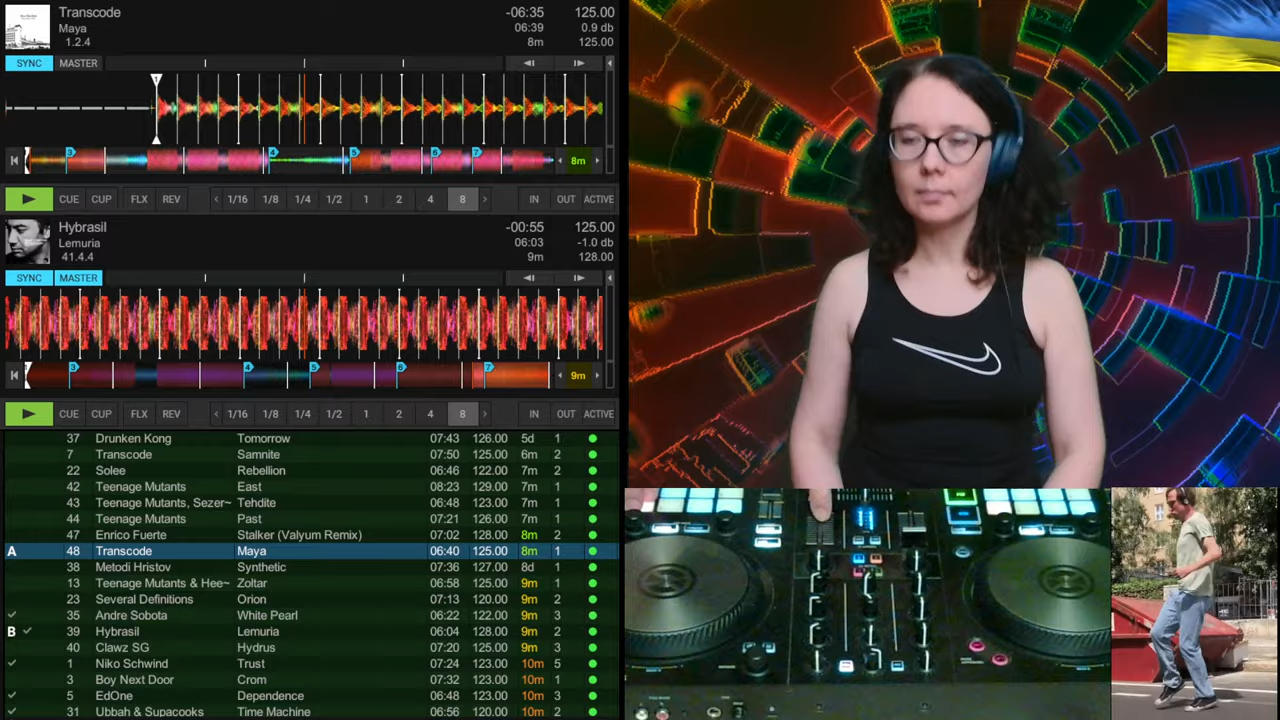 Transcode -06:35 125.00
Maya 06:39 0.9 db
1.2.4 8m 125.00
SYNC MASTER
1
3 4 5 6 7 8m
CUE CUP FLX REV 1/16 1/8 1/4 1/2 1 2 4 8 IN OUT ACTIVE
Hybrasil -00:55 125.00
Lemuria 06:03 -1.0 db
41.4.4 9m 128.00
SYNC MASTER
3 4 5 6 7 9m
CUE CUP FLX REV 1/16 1/8 1/4 1/2 1 2 4 8 IN OUT ACTIVE
37 Drunken Kong Tomorrow 07:43 126.00 5d 1
7 Transcode Samnite 07:50 125.00 6m 2
22 Solee Rebellion 06:46 122.00 7m 2
42 Teenage Mutants East 08:23 129.00 7m 1
43 Teenage Mutants, Sezer~ Tehdite 06:48 123.00 7m 1
44 Teenage Mutants Past 07:21 126.00 7m 1
47 Enrico Fuerte Stalker (Valyum Remix) 07:02 128.00 8m 2
A 48 Transcode Maya 06:40 125.00 8m 1
38 Metodi Hristov Synthetic 07:36 127.00 8d 1
13 Teenage Mutants & Hee~ Zoltar 06:58 125.00 9m 1
23 Several Definitions Orion 07:13 120.00 9m 2
35 Andre Sobota White Pearl 06:22 122.00 9m 3
B 39 Hybrasil Lemuria 06:04 128.00 9m 2
40 Clawz SG Hydrus 07:20 125.00 9m 3
1 Niko Schwind Trust 07:24 123.00 10m 5
3 Boy Next Door Crom 07:32 123.00 10m 1
5 EdOne Dependence 06:48 123.00 10m 3
31 Ubbah & Supacooks Time Machine 06:56 120.00 10m 2